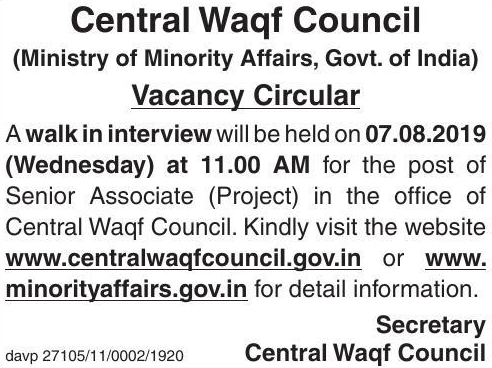 Central Waqf Council
(Ministry of Minority Affairs, Govt. of India)
Vacancy Circular
A walk in interview will be held on 07.08.2019
(Wednesday) at 11.00 AM for the post of
Senior Associate (Project) in the office of
Central Waqf Council. Kindly visit the website
www.centralwaqfcouncil.gov.in or www.
minorityaffairs.gov.in for detail information.
Secretary
davp 27105/11/0002/1920 Central Waqf Council